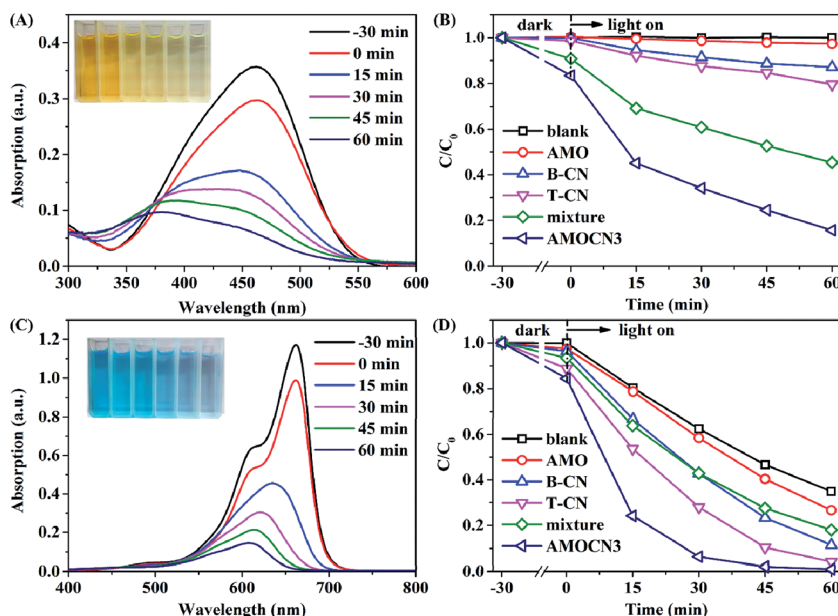 (A)
-30 min
0 min
15 min
30 min
45 min
60 min
Absorption (a.u.)
0.4
0.3
0.2
0.1
0.0
300 350 400 450 500 550 600
Wavelength (nm)
(B)
dark light on
C/C0
1.0
0.8
0.6
0.4
0.2
0.0
blank
AMO
B-CN
T-CN
mixture
AMOCN3
-30 0 15 30 45 60
Time (min)
(C)
-30 min
0 min
15 min
30 min
45 min
60 min
Absorption (a.u.)
1.2
1.0
0.8
0.6
0.4
0.2
0.0
400 500 600 700 800
Wavelength (nm)
(D)
dark light on
C/C0
1.0
0.8
0.6
0.4
0.2
0.0
blank
AMO
B-CN
T-CN
mixture
AMOCN3
-30 0 15 30 45 60
Time (min)